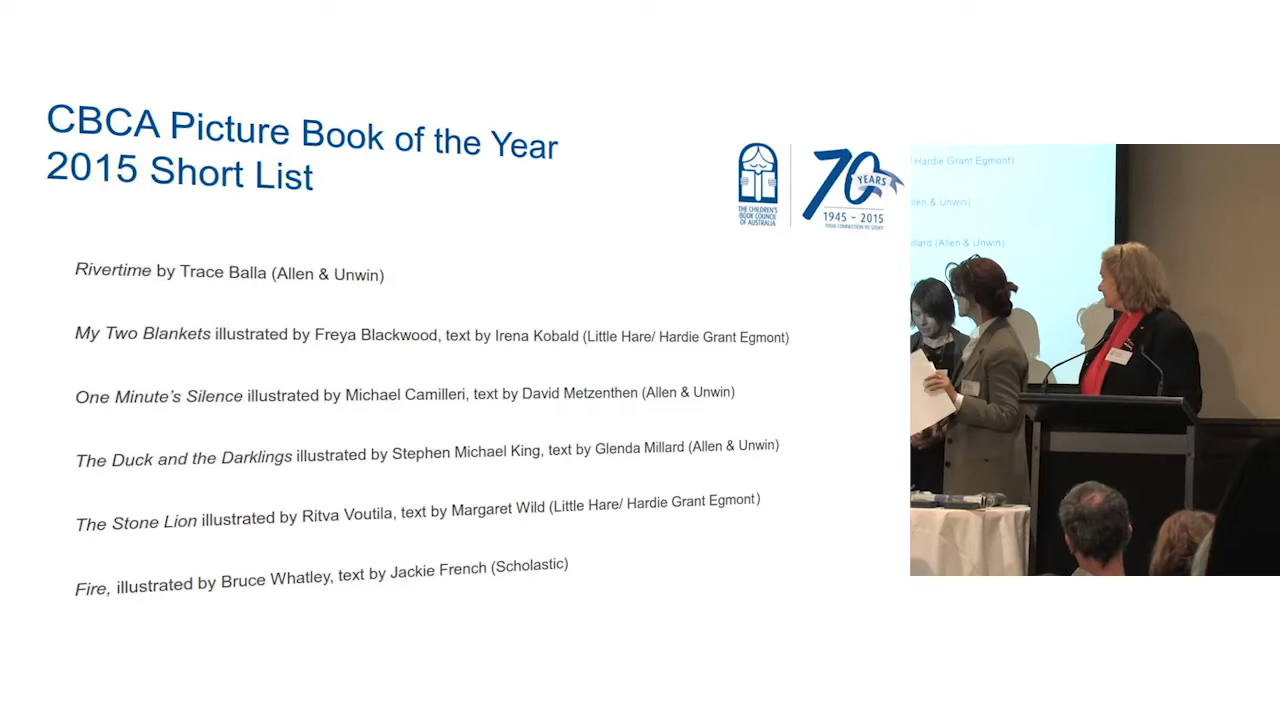 CBCA Picture Book of the Year
2015 Short List
THE CHILDREN'S
BOOK COUNCIL
OF AUSTRALIA
70
YEARS
1945 – 2015
YOUR CONNECTION TO STORY
Rivertime by Trace Balla (Allen & Unwin)
My Two Blankets illustrated by Freya Blackwood, text by Irena Kobald (Little Hare/ Hardie Grant Egmont)
One Minute's Silence illustrated by Michael Camilleri, text by David Metzenthen (Allen & Unwin)
The Duck and the Darklings illustrated by Stephen Michael King, text by Glenda Millard (Allen & Unwin)
The Stone Lion illustrated by Ritva Voutila, text by Margaret Wild (Little Hare/ Hardie Grant Egmont)
Fire, illustrated by Bruce Whatley, text by Jackie French (Scholastic)
/ Hardie Grant Egmont)
llen & Unwin)
llard (Allen & Unwin)